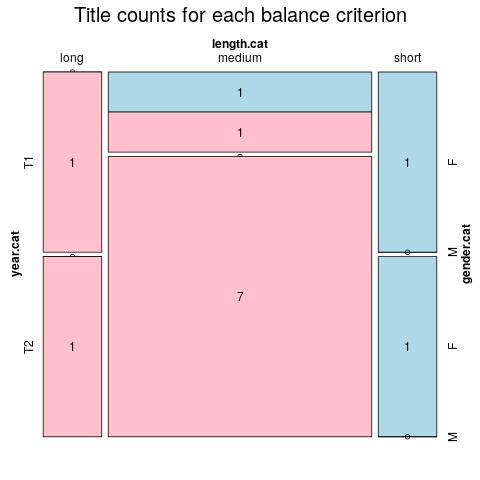 Title counts for each balance criterion
length.cat
long medium short
year.cat
T1
T2
1
1
1
1
7
1
1
F
M
F
M
gender.cat